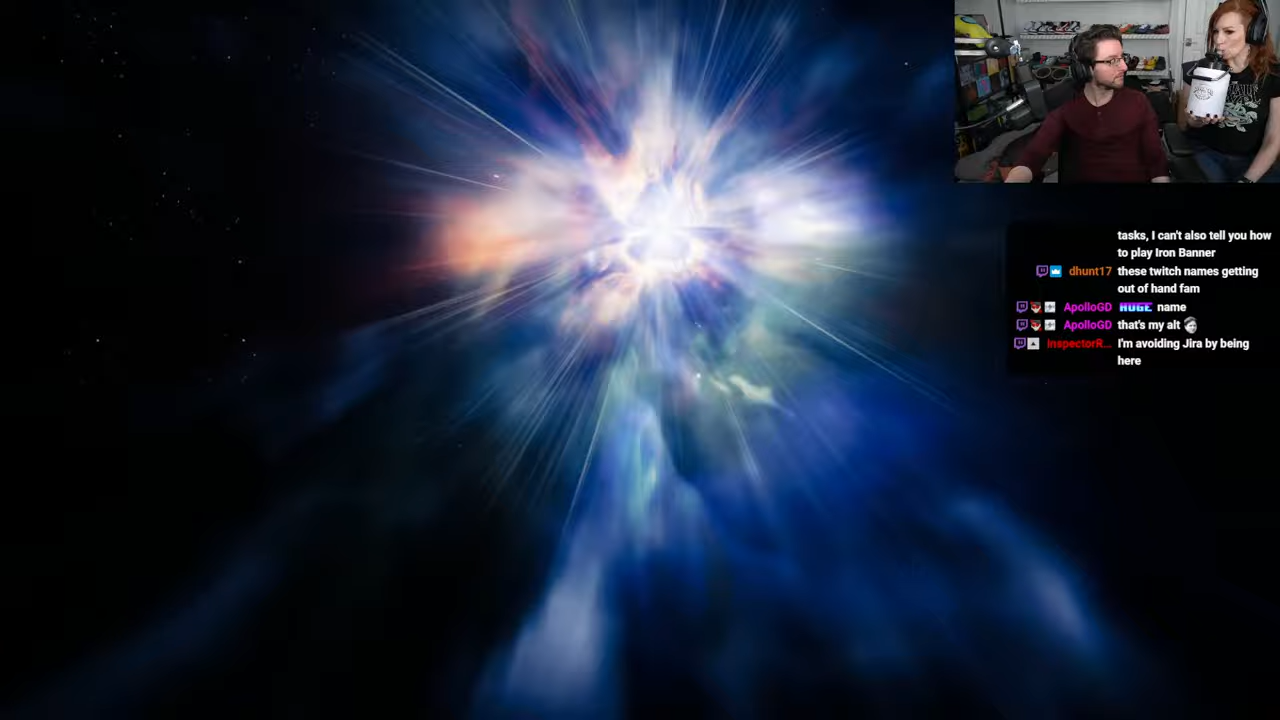 tasks, I can't also tell you how
to play Iron Banner
dhunt17 these twitch names getting
out of hand fam
ApolloGD HUGE name
ApolloGD that's my alt
InspectorR... I'm avoiding Jira by being
here